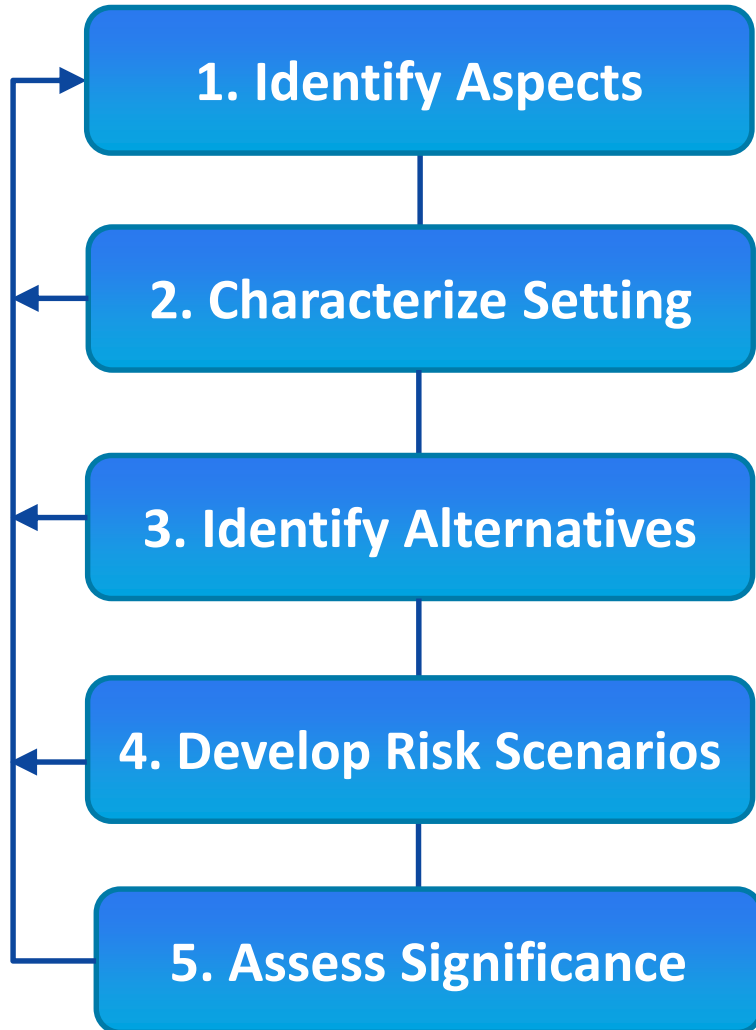 1. Identify Aspects
2. Characterize Setting
3. Identify Alternatives
4. Develop Risk Scenarios
5. Assess Significance